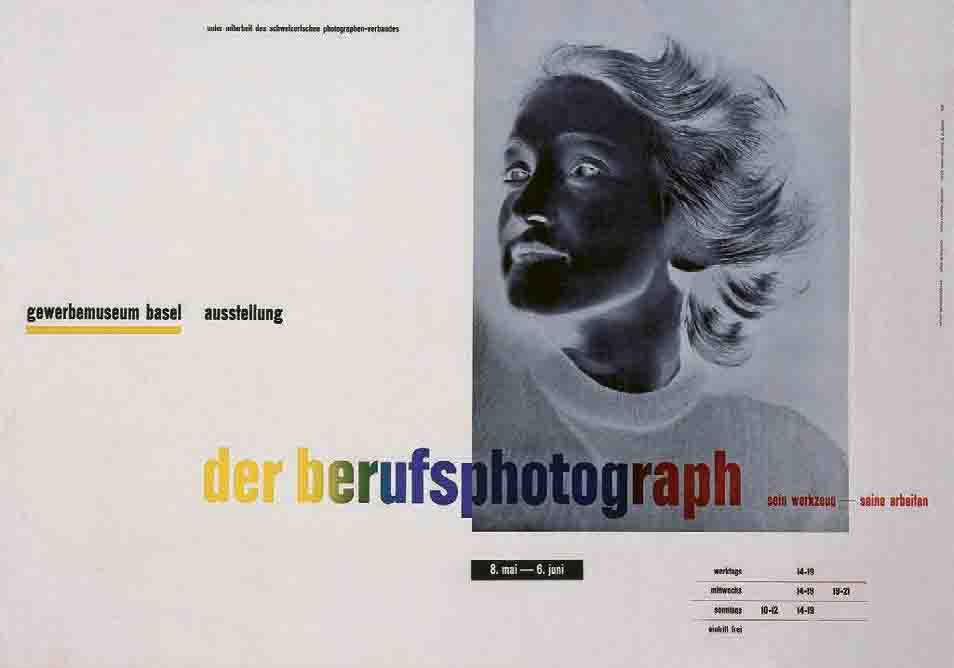 unter mitarbeit des schweizerischen photographen-verbandes
gewerbemuseum basel ausstellung
der berufsphotograph
sein werkzeug — seine arbeiten
8. mai — 6. juni
werktags 14-19
mittwochs 14-19 19-21
sonntags 10-12 14-19
eintritt frei